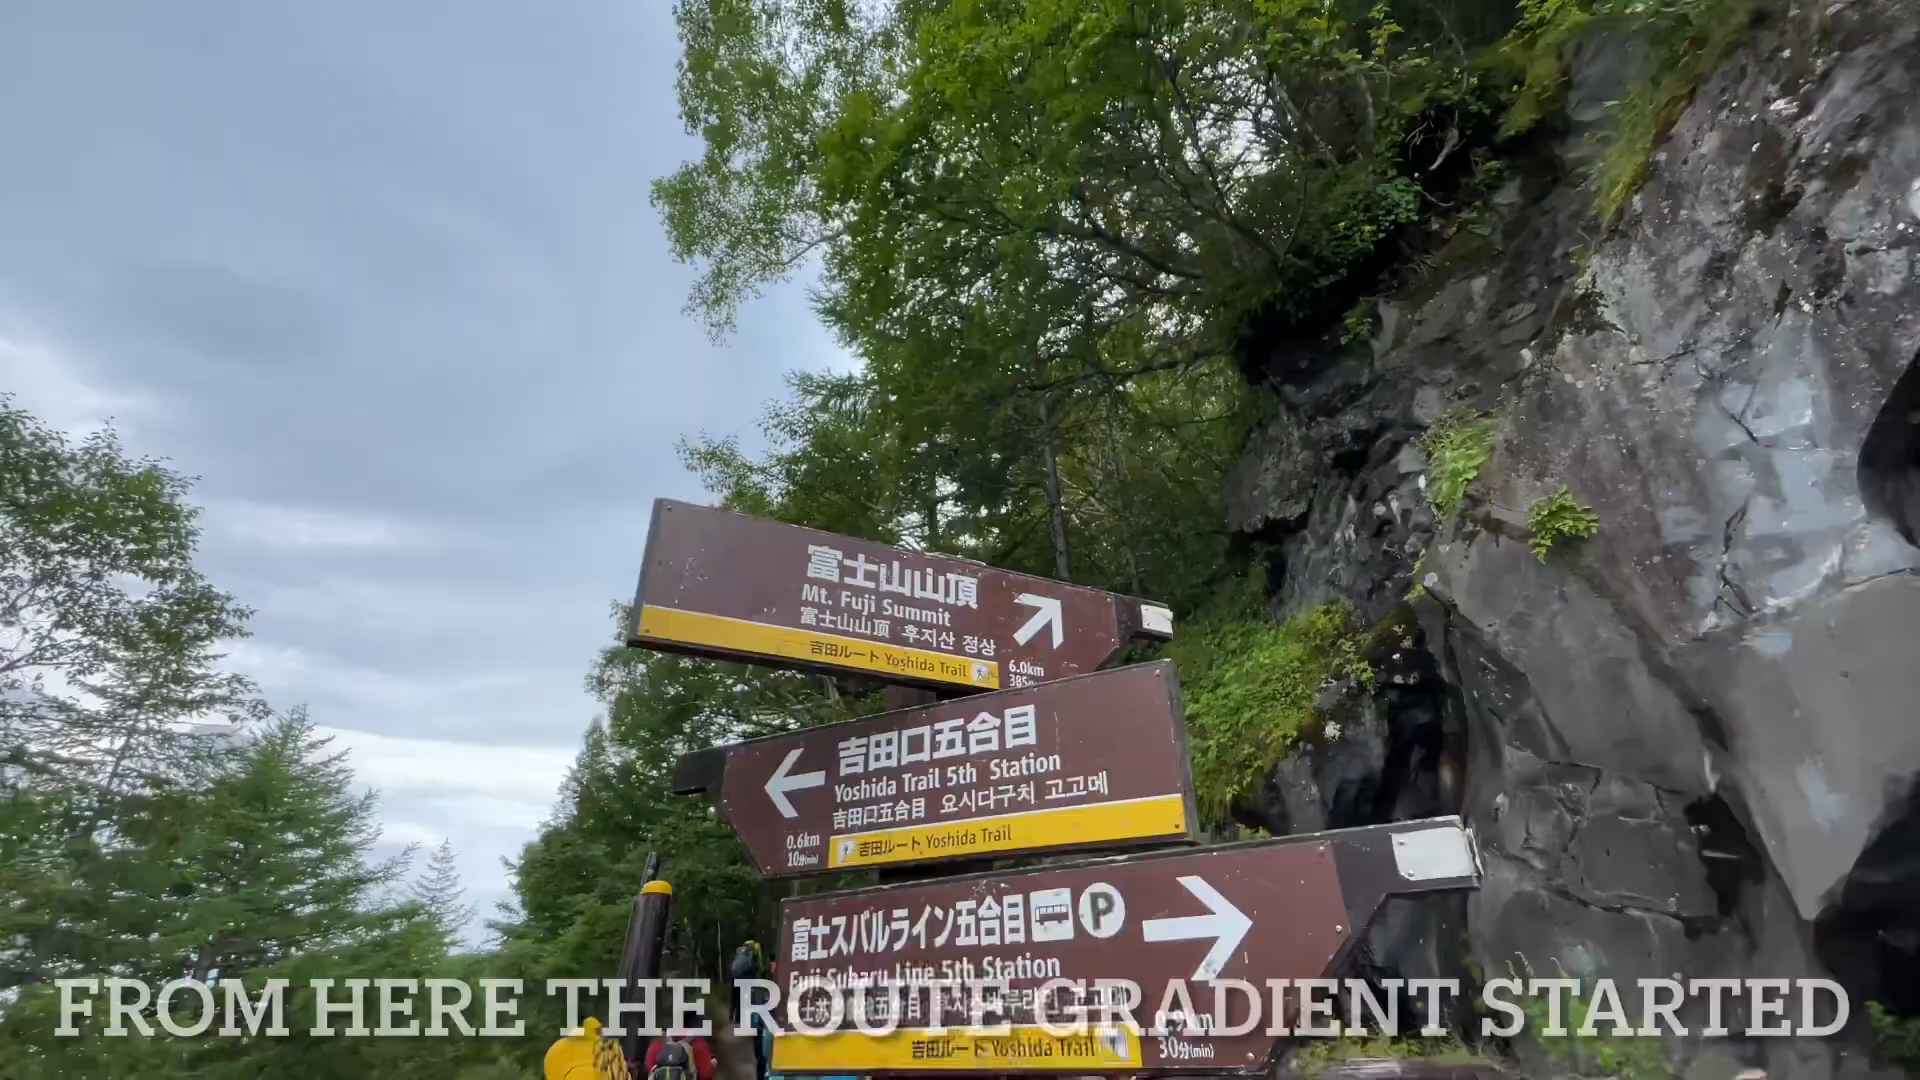 富士山山頂
Mt. Fuji Summit
富士山山顶 후지산 정상
吉田ルート Yoshida Trail
6.0km
吉田口五合目
Yoshida Trail 5th Station
吉田口五合目 요시다구치 고고메
0.6km
10分(min)
吉田ルート Yoshida Trail
富士スバルライン五合目 P
Fuji Subaru Line 5th Station
吉田ルート Yoshida Trail
30分(min)
FROM HERE THE ROUTE GRADIENT STARTED